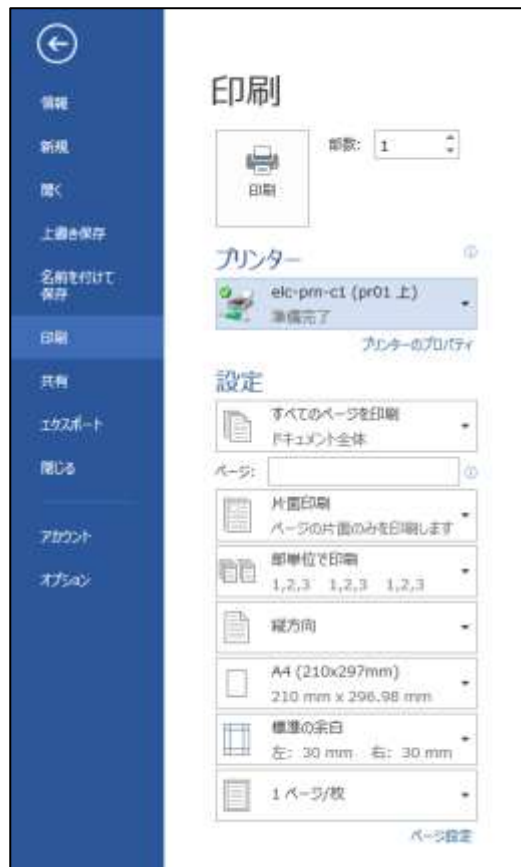 情報
新規
開く
上書き保存
名前を付けて
保存
印刷
共有
エクスポート
閉じる
アカウント
オプション
印刷
部数: 1
印刷
プリンター
elc-prn-c1 (pr01 上)
準備完了
プリンターのプロパティ
設定
すべてのページを印刷
ドキュメント全体
ページ:
片面印刷
ページの片面のみを印刷します
部単位で印刷
1,2,3 1,2,3 1,2,3
縦方向
A4 (210x297mm)
210 mm x 296.98 mm
標準の余白
左: 30 mm 右: 30 mm
1 ページ/枚
ページ設定